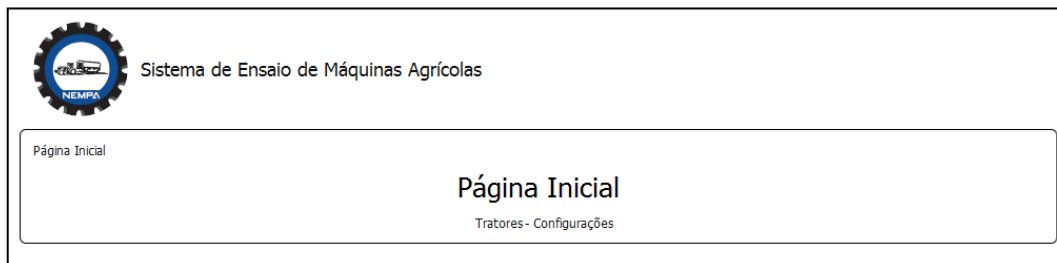 NEMPA
Sistema de Ensaio de Máquinas Agrícolas
Página Inicial
Página Inicial
Tratores - Configurações